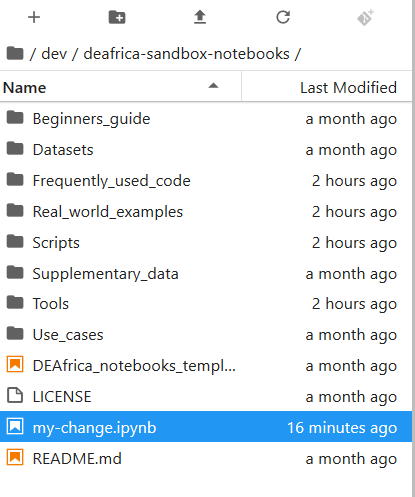 / dev / deafrica-sandbox-notebooks /
Name Last Modified
Beginners_guide a month ago
Datasets a month ago
Frequently_used_code 2 hours ago
Real_world_examples 2 hours ago
Scripts 2 hours ago
Supplementary_data a month ago
Tools 2 hours ago
Use_cases a month ago
DEAfrica_notebooks_templ... a month ago
LICENSE a month ago
my-change.ipynb 16 minutes ago
README.md a month ago